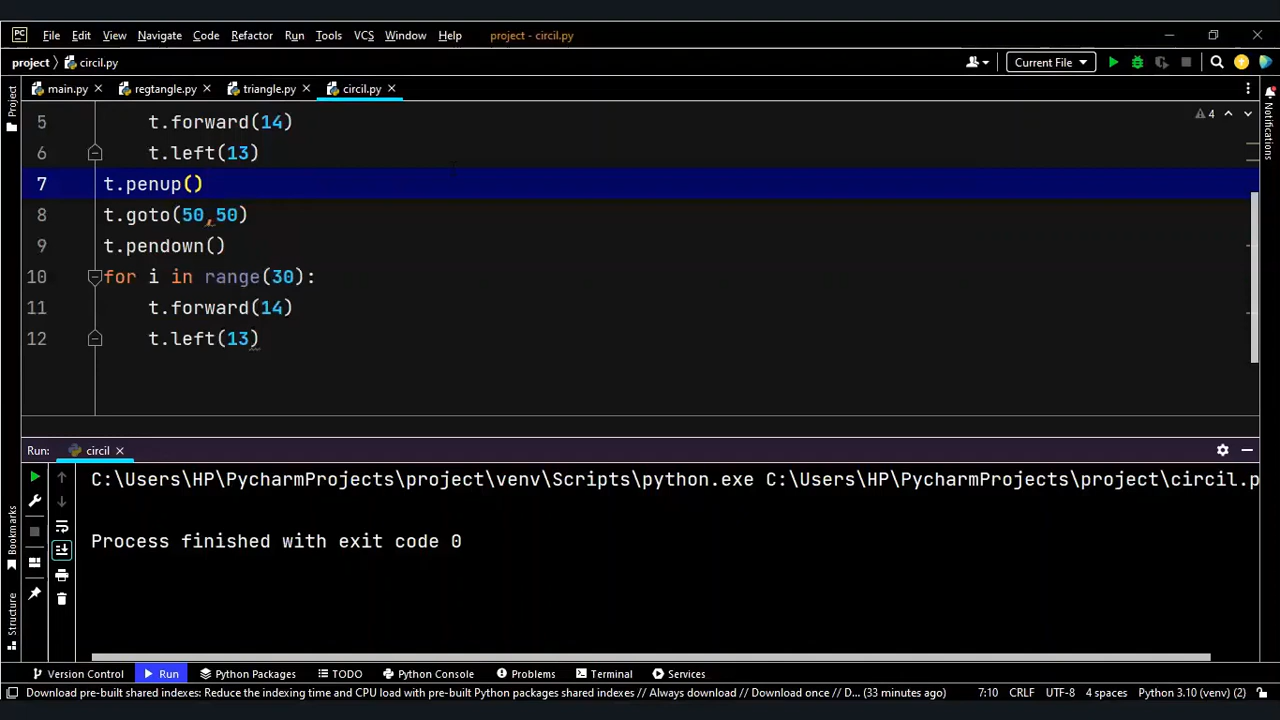 PC File Edit View Navigate Code Refactor Run Tools VCS Window Help project - circil.py
project circil.py Current File
main.py regtangle.py triangle.py circil.py
Project
Notifications
4
5 t.forward(14)
6 t.left(13)
7 t.penup()
8 t.goto(50,50)
9 t.pendown()
10 for i in range(30):
11 t.forward(14)
12 t.left(13)
Run: circil
C:\Users\HP\PycharmProjects\project\venv\Scripts\python.exe C:\Users\HP\PycharmProjects\project\circil.p
Process finished with exit code 0
Bookmarks
Structure
Version Control Run Python Packages TODO Python Console Problems Terminal Services
Download pre-built shared indexes: Reduce the indexing time and CPU load with pre-built Python packages shared indexes // Always download // Download once // D... (33 minutes ago) 7:10 CRLF UTF-8 4 spaces Python 3.10 (venv) (2)